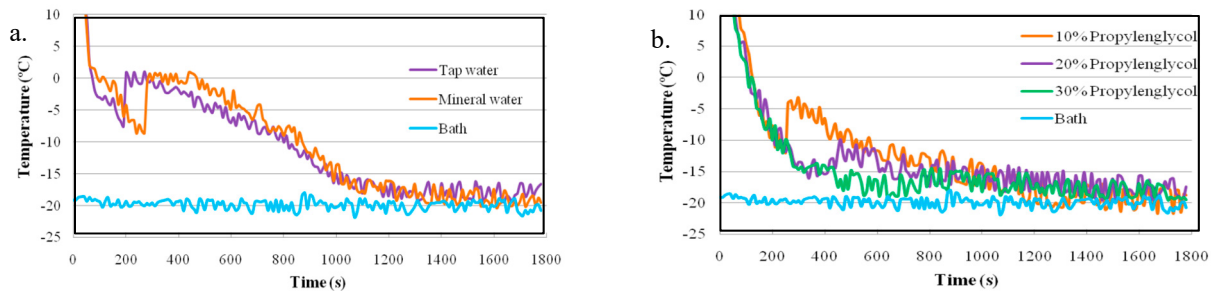 a.
10
5
0
-5
-10
-15
-20
-25
Temperature (ºC)
Tap water
Mineral water
Bath
0 200 400 600 800 1000 1200 1400 1600 1800
Time (s)
b.
10
5
0
-5
-10
-15
-20
-25
Temperature (ºC)
10% Propylenglycol
20% Propylenglycol
30% Propylenglycol
Bath
0 200 400 600 800 1000 1200 1400 1600 1800
Time (s)